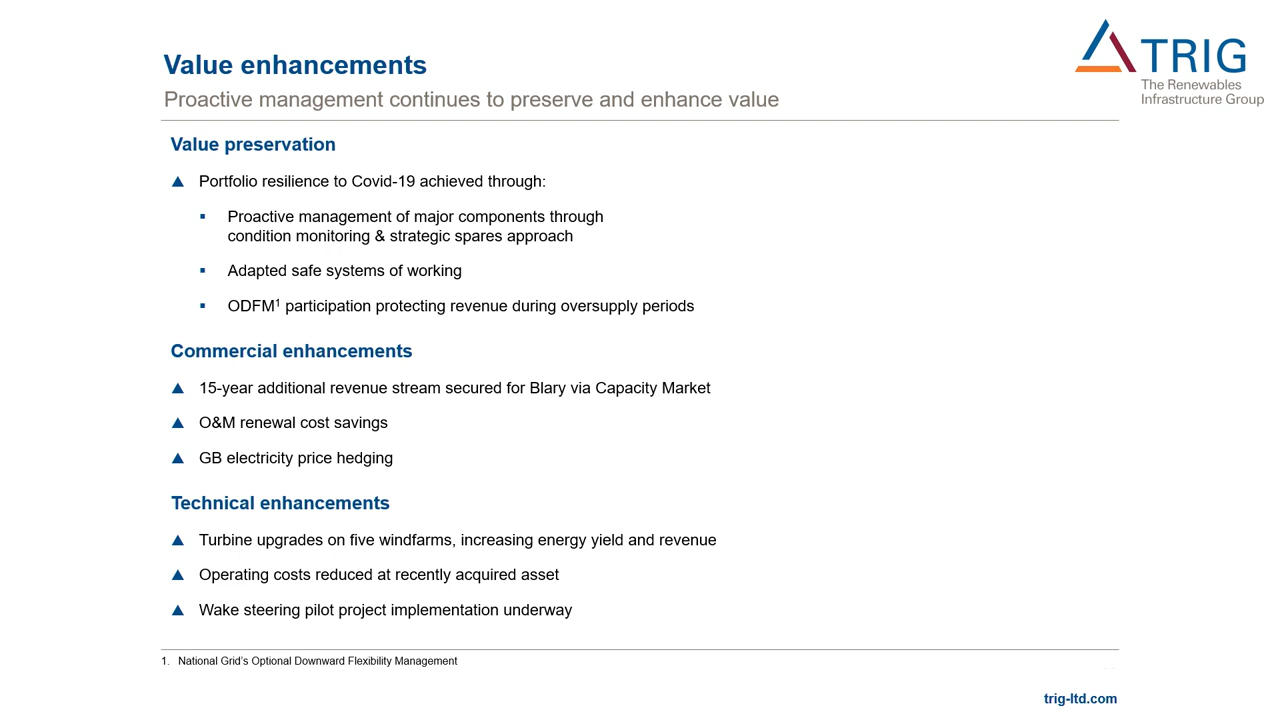 Value enhancements
Proactive management continues to preserve and enhance value
TRIG
The Renewables
Infrastructure Group
Value preservation
▲ Portfolio resilience to Covid-19 achieved through:
▪ Proactive management of major components through
condition monitoring & strategic spares approach
▪ Adapted safe systems of working
▪ ODFM¹ participation protecting revenue during oversupply periods
Commercial enhancements
▲ 15-year additional revenue stream secured for Blary via Capacity Market
▲ O&M renewal cost savings
▲ GB electricity price hedging
Technical enhancements
▲ Turbine upgrades on five windfarms, increasing energy yield and revenue
▲ Operating costs reduced at recently acquired asset
▲ Wake steering pilot project implementation underway
1. National Grid's Optional Downward Flexibility Management
trig-ltd.com